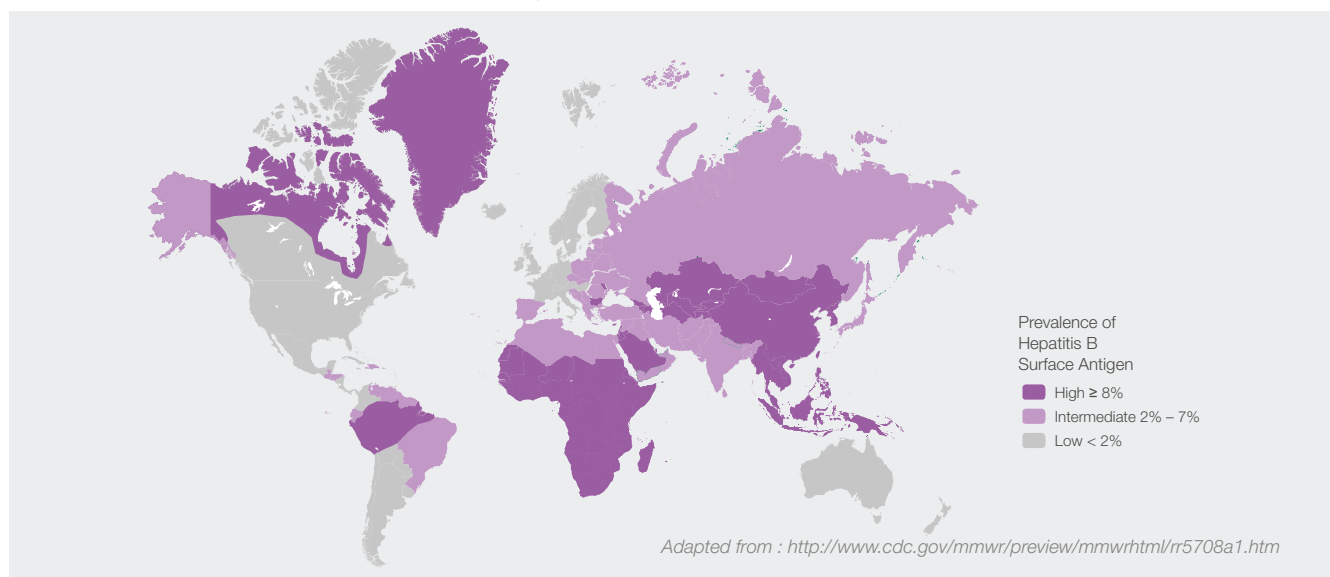 Prevalence of
Hepatitis B
Surface Antigen
High ≥ 8%
Intermediate 2% – 7%
Low < 2%
Adapted from : http://www.cdc.gov/mmwr/preview/mmwrhtml/rr5708a1.htm